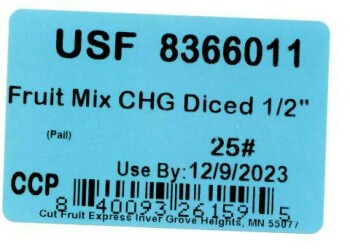 USF 8366011
Fruit Mix CHG Diced 1/2"
(Pail)
25#
Use By: 12/9/2023
CCP
8 40093 26159 5
Cut Fruit Express Inver Grove Heights, MN 55077